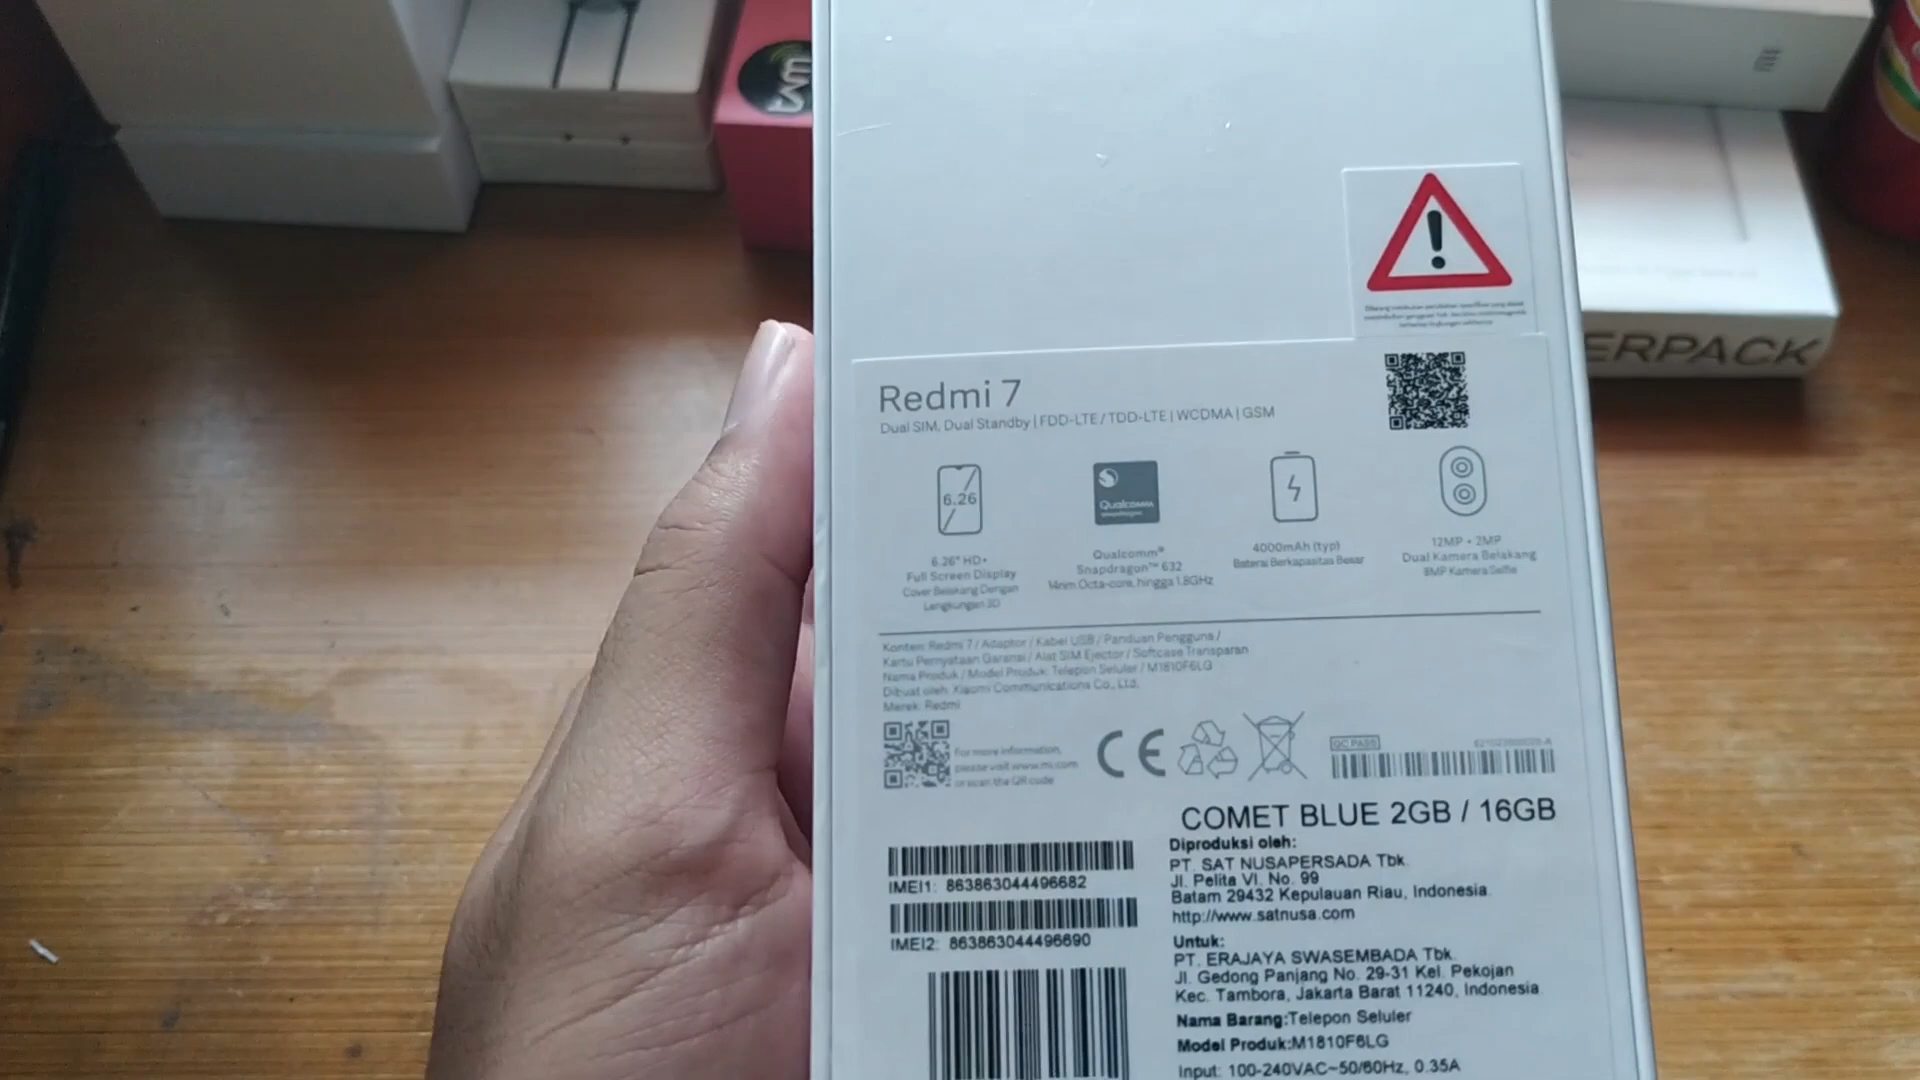 ERPACK
Redmi 7
Dual SIM, Dual Standby | FDD-LTE / TDD-LTE | WCDMA | GSM
6.26
Qualcomm
6.26" HD+
Full Screen Display
Cover Belakang Dengan
Lengkungan 3D
Qualcomm®
Snapdragon™ 632
14nm Octa-core, hingga 1.8GHz
4000mAh (typ)
Baterai Berkapasitas Besar
12MP + 2MP
Dual Kamera Belakang
8MP Kamera Selfie
Konten: Redmi 7 / Adaptor / Kabel USB / Panduan Pengguna /
Kartu Pernyataan Garansi / Alat SIM Ejector / Softcase Transparan
Nama Produk / Model Produk: Telepon Seluler / M1810F6LG
Dibuat oleh: Xiaomi Communications Co., Ltd.
Merek: Redmi
For more information,
please visit www.mi.com
or scan the QR code
CE
QC PASS
COMET BLUE 2GB / 16GB
Diproduksi oleh:
PT. SAT NUSAPERSADA Tbk.
Jl. Pelita VI. No. 99
Batam 29432 Kepulauan Riau, Indonesia.
http://www.satnusa.com
IMEI1: 863863044496682
IMEI2: 863863044496690
Untuk:
PT. ERAJAYA SWASEMBADA Tbk.
Jl. Gedong Panjang No. 29-31 Kel. Pekojan
Kec. Tambora, Jakarta Barat 11240, Indonesia.
Nama Barang:Telepon Seluler
Model Produk:M1810F6LG
Input: 100-240VAC~50/60Hz, 0.35A